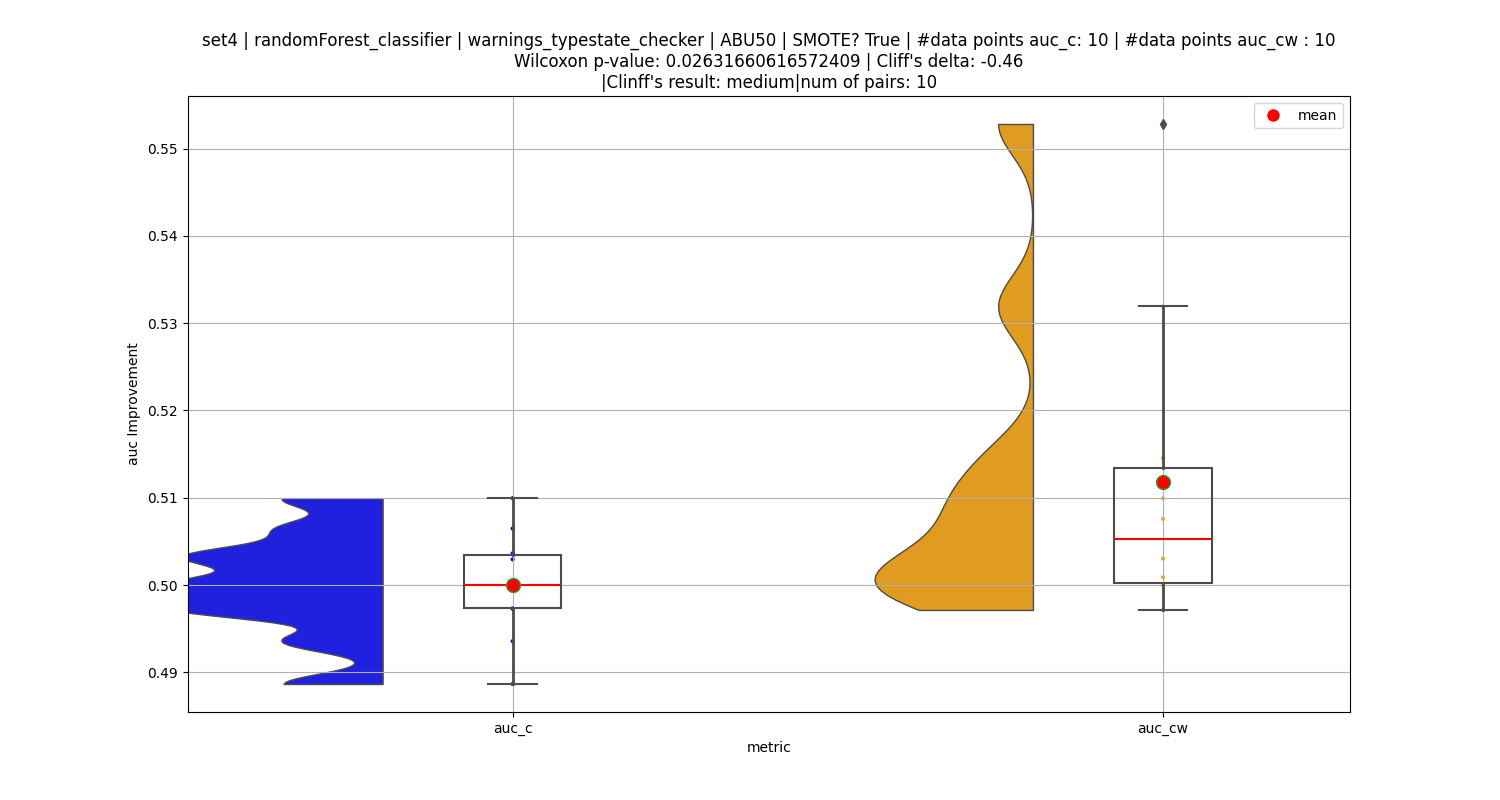 set4 | randomForest_classifier | warnings_typestate_checker | ABU50 | SMOTE? True | #data points auc_c: 10 | #data points auc_cw : 10
Wilcoxon p-value: 0.02631660616572409 | Cliff's delta: -0.46
|Clinff's result: medium|num of pairs: 10
mean
0.55
0.54
0.53
0.52
0.51
0.50
0.49
auc Improvement
auc_c
auc_cw
metric